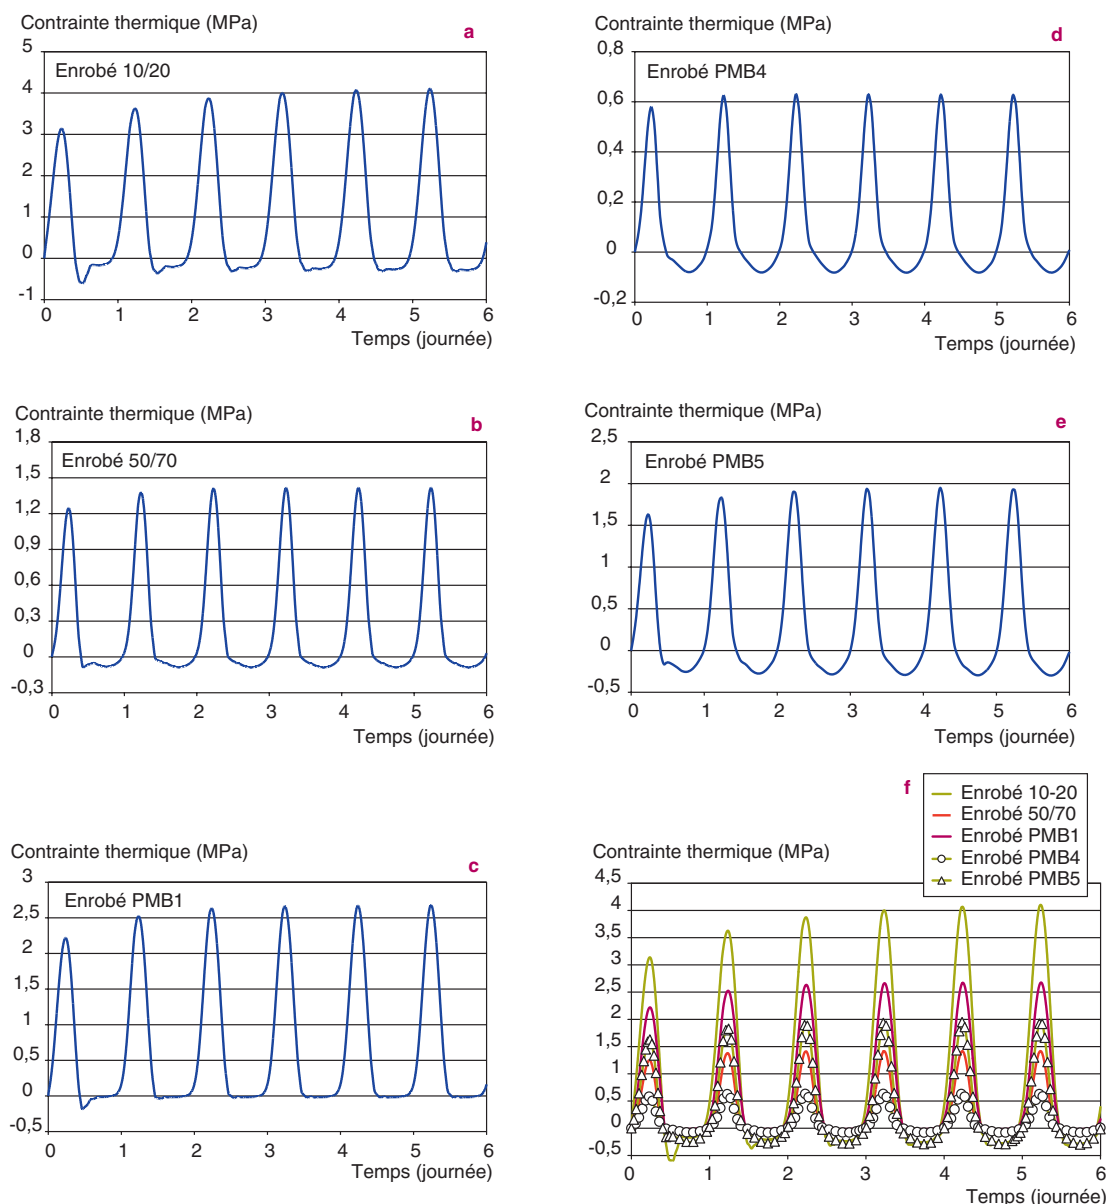 Contrainte thermique (MPa)
a
5
4
3
2
1
0
-1
Enrobé 10/20
0 1 2 3 4 5 6
Temps (journée)
Contrainte thermique (MPa)
d
0,8
0,6
0,4
0,2
0
-0,2
Enrobé PMB4
0 1 2 3 4 5 6
Temps (journée)
Contrainte thermique (MPa)
b
1,8
1,5
1,2
0,9
0,6
0,3
0
-0,3
Enrobé 50/70
0 1 2 3 4 5 6
Temps (journée)
Contrainte thermique (MPa)
e
2,5
2
1,5
1
0,5
0
-0,5
Enrobé PMB5
0 1 2 3 4 5 6
Temps (journée)
Contrainte thermique (MPa)
c
3
2,5
2
1,5
1
0,5
0
-0,5
Enrobé PMB1
0 1 2 3 4 5 6
Temps (journée)
f
Enrobé 10-20
Enrobé 50/70
Enrobé PMB1
Enrobé PMB4
Enrobé PMB5
Contrainte thermique (MPa)
4,5
4
3,5
3
2,5
2
1,5
1
0,5
0
-0,5
0 1 2 3 4 5 6
Temps (journée)